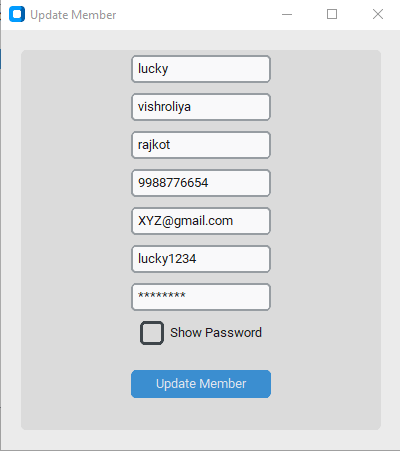 Update Member
lucky
vishroliya
rajkot
9988776654
XYZ@gmail.com
lucky1234
********
Show Password
Update Member